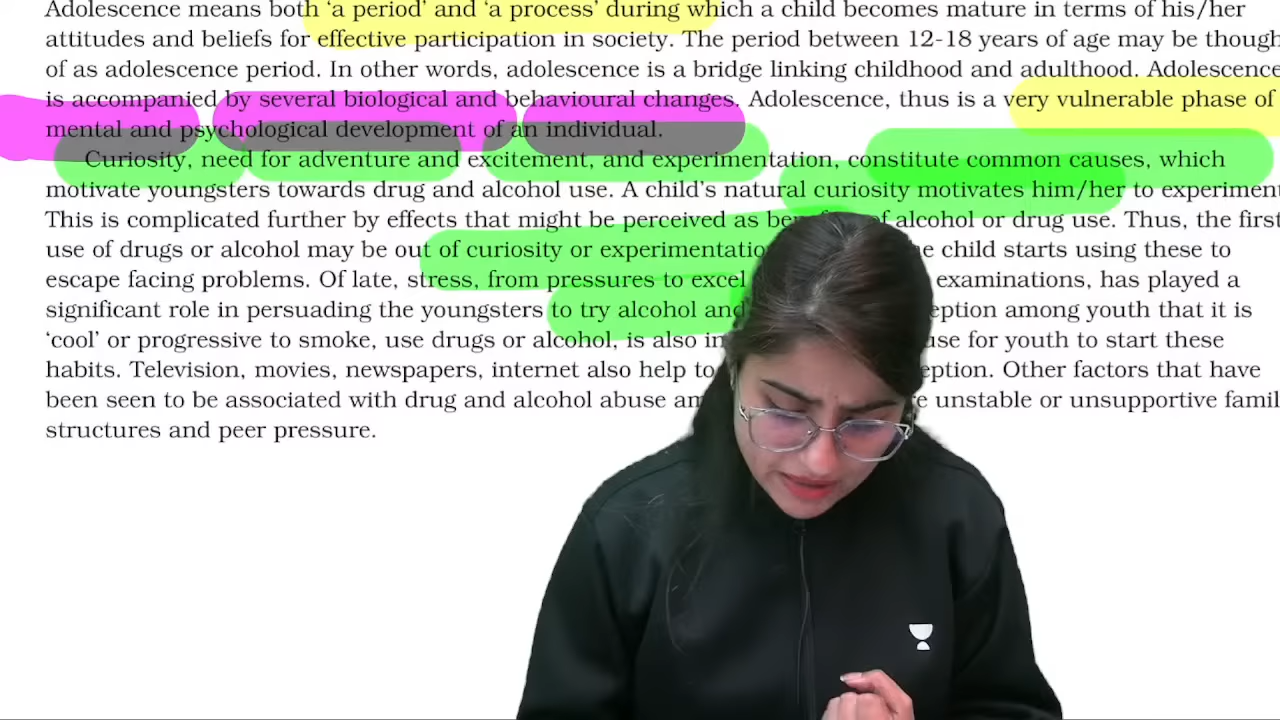 Adolescence means both 'a period' and 'a process' during which a child becomes mature in terms of his/her
attitudes and beliefs for effective participation in society. The period between 12-18 years of age may be though
of as adolescence period. In other words, adolescence is a bridge linking childhood and adulthood. Adolescence
is accompanied by several biological and behavioural changes. Adolescence, thus is a very vulnerable phase of
mental and psychological development of an individual.
Curiosity, need for adventure and excitement, and experimentation, constitute common causes, which
motivate youngsters towards drug and alcohol use. A child's natural curiosity motivates him/her to experiment
This is complicated further by effects that might be perceived as of alcohol or drug use. Thus, the first
use of drugs or alcohol may be out of curiosity or experimentatio child starts using these to
escape facing problems. Of late, stress, from pressures to excel examinations, has played a
significant role in persuading the youngsters to try alcohol and eption among youth that it is
'cool' or progressive to smoke, use drugs or alcohol, is also in use for youth to start these
habits. Television, movies, newspapers, internet also help to eption. Other factors that have
been seen to be associated with drug and alcohol abuse am unstable or unsupportive famil
structures and peer pressure.